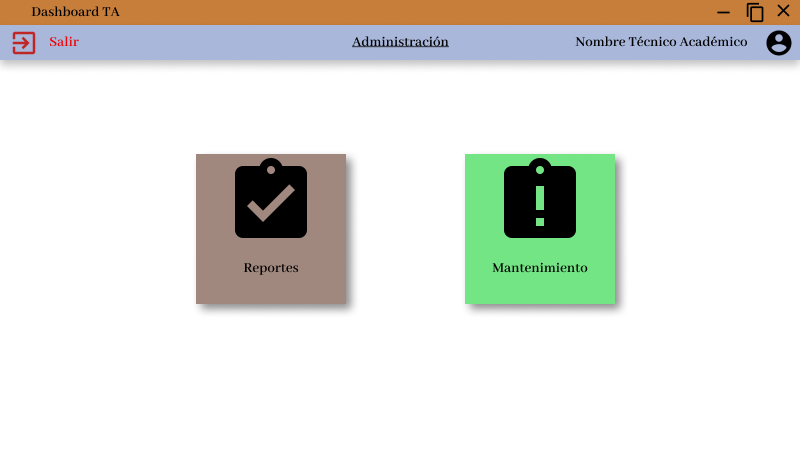 Dashboard TA
Salir
Administración
Nombre Técnico Académico
Reportes
Mantenimiento